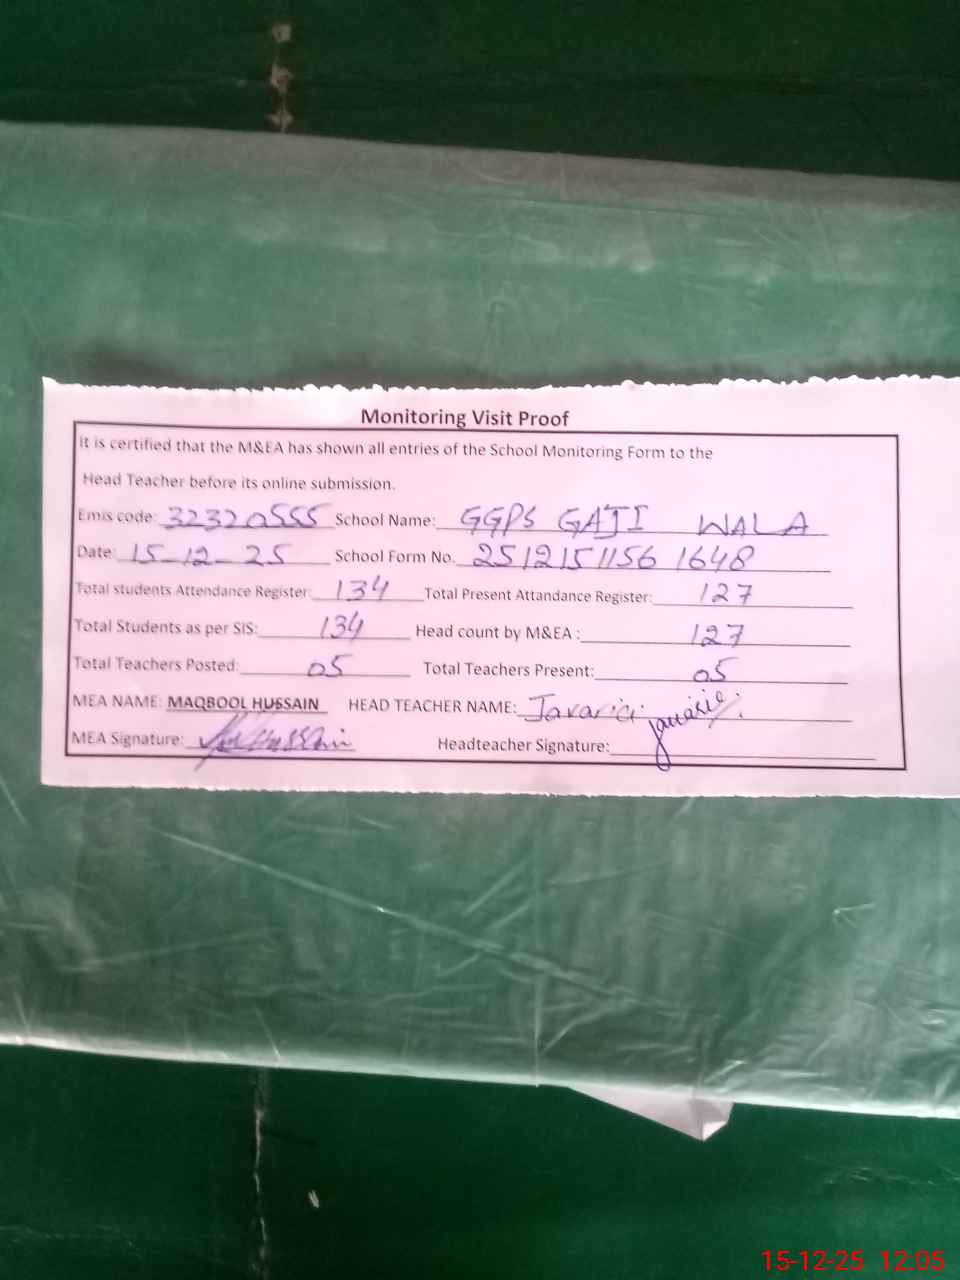 Monitoring Visit Proof
It is certified that the M&EA has shown all entries of the School Monitoring Form to the
Head Teacher before its online submission.
Emis code: 32320555 School Name: GGPS GAJI WALA
Date: 15-12-25 School Form No. 25121511561648
Total students Attendance Register: 134 Total Present Attandance Register: 127
Total Students as per SIS: 134 Head count by M&EA : 127
Total Teachers Posted: 05 Total Teachers Present: 05
MEA NAME: MAQBOOL HUSSAIN HEAD TEACHER NAME:
MEA Signature: Hussain Headteacher Signature:
15-12-25 12:05